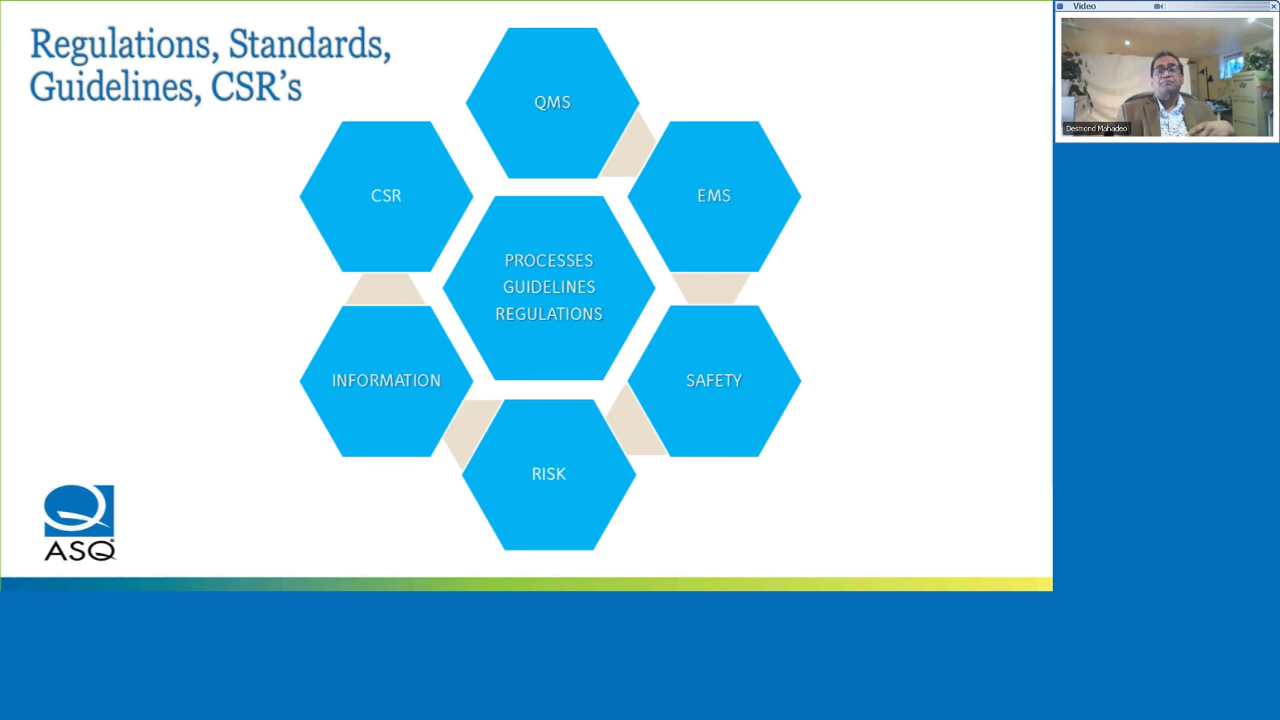 Regulations, Standards,
Guidelines, CSR’s
QMS
CSR
EMS
PROCESSES
GUIDELINES
REGULATIONS
INFORMATION
SAFETY
RISK
ASQ
Video
Desmond Mahadeo